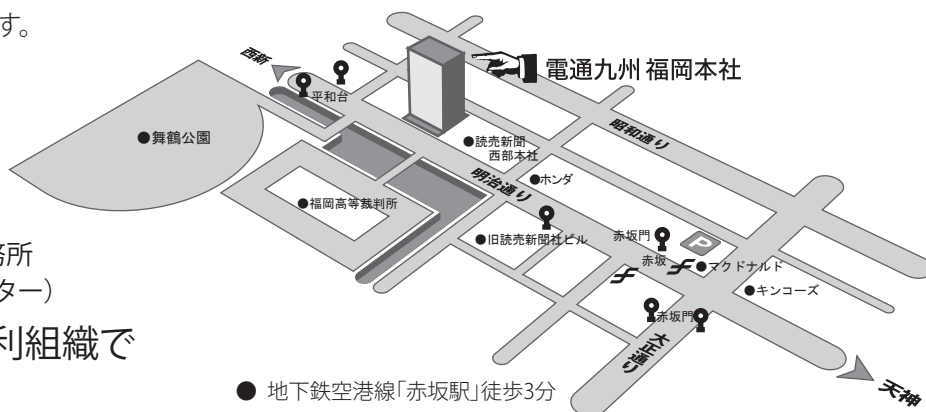 す。
西新
平和台
電通九州 福岡本社
昭和通り
●舞鶴公園
●読売新聞
西部本社
明治通り
●ホンダ
●福岡高等裁判所
●旧読売新聞社ビル
赤坂門
P
赤坂
●マクドナルド
●キンコーズ
赤坂門
大正通り
天神
務所
ター）
利組織で
● 地下鉄空港線「赤坂駅」徒歩3分